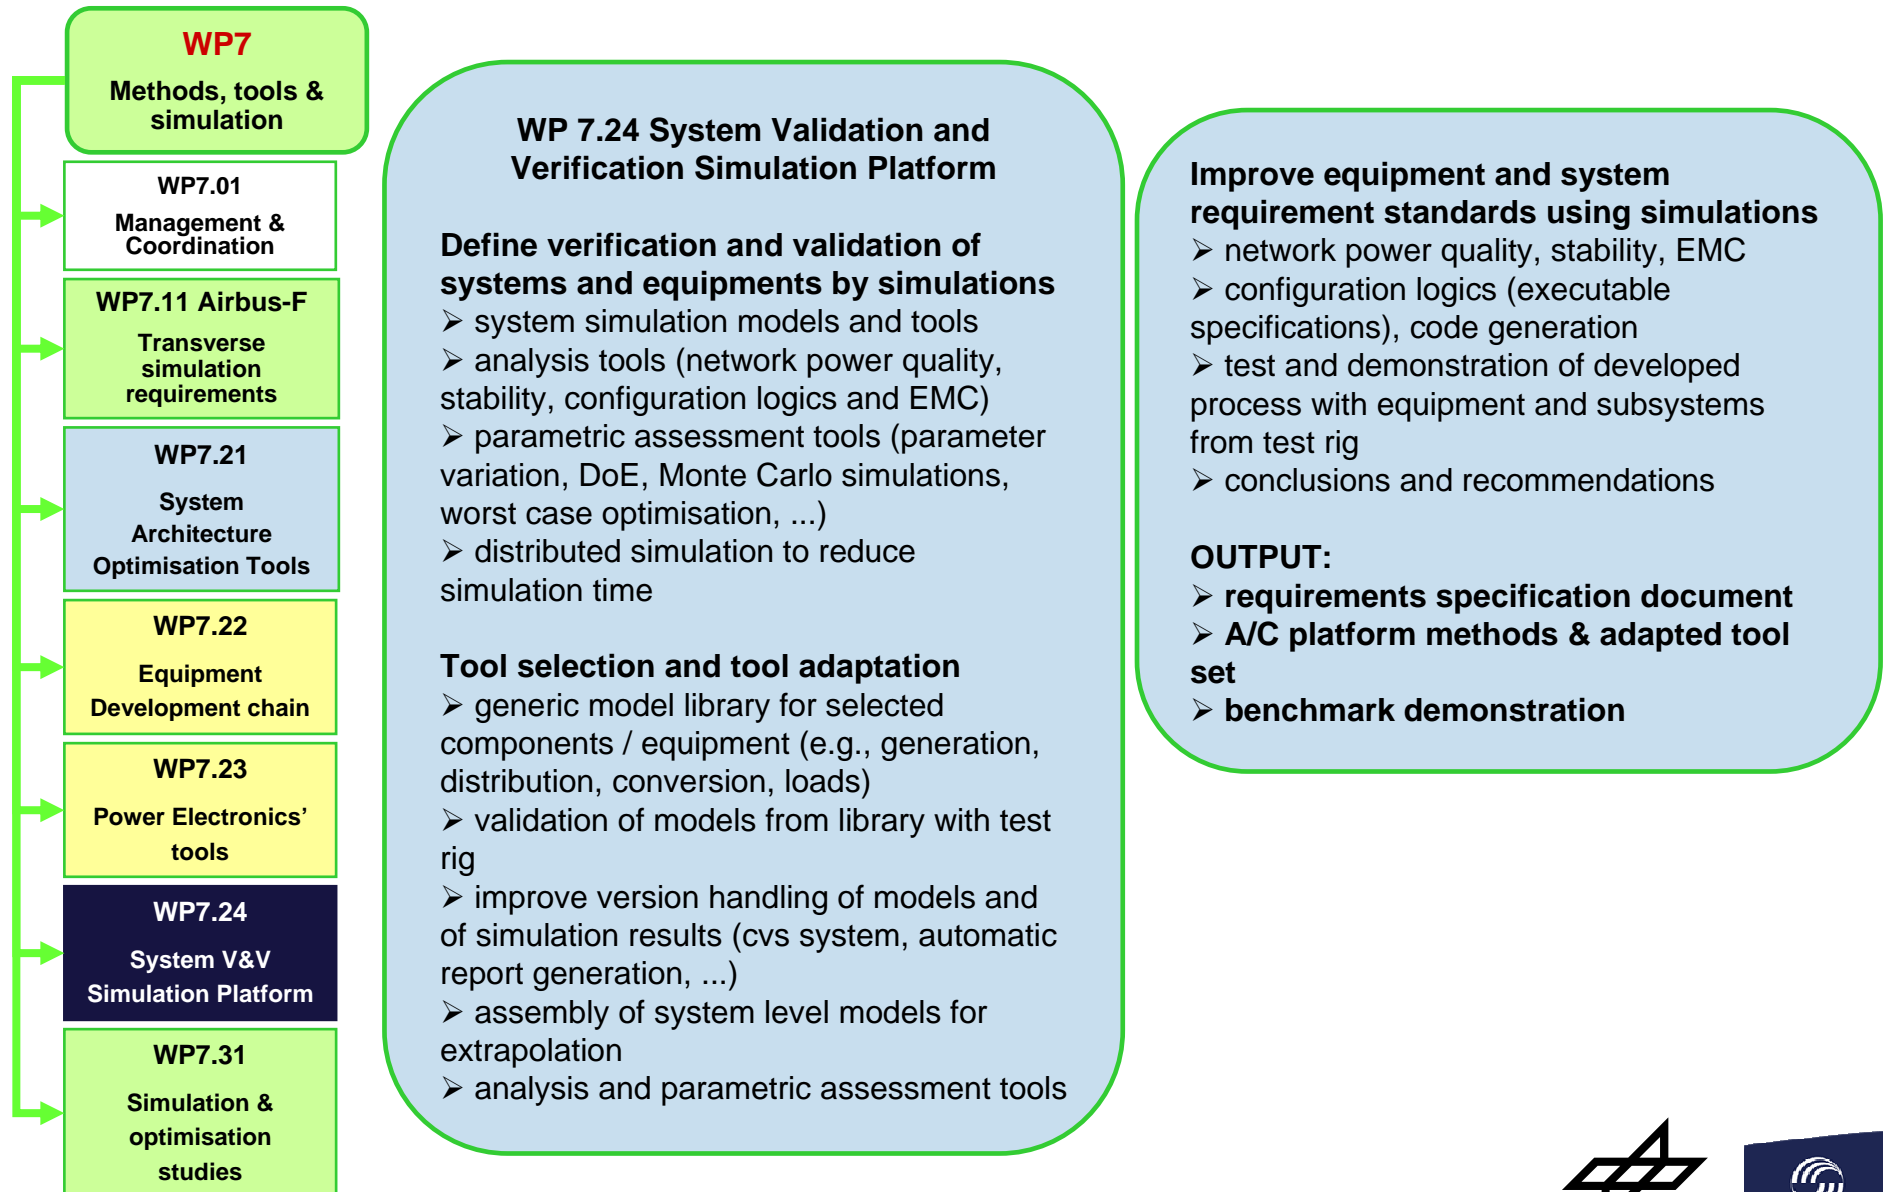 WP7
Methods, tools &
simulation
WP7.01
Management &
Coordination
WP7.11 Airbus-F
Transverse
simulation
requirements
WP7.21
System
Architecture
Optimisation Tools
WP7.22
Equipment
Development chain
WP7.23
Power Electronics’
tools
WP7.24
System V&V
Simulation Platform
WP7.31
Simulation &
optimisation
studies
WP 7.24 System Validation and
Verification Simulation Platform
Define verification and validation of
systems and equipments by simulations
➢ system simulation models and tools
➢ analysis tools (network power quality,
stability, configuration logics and EMC)
➢ parametric assessment tools (parameter
variation, DoE, Monte Carlo simulations,
worst case optimisation, ...)
➢ distributed simulation to reduce
simulation time
Tool selection and tool adaptation
➢ generic model library for selected
components / equipment (e.g., generation,
distribution, conversion, loads)
➢ validation of models from library with test
rig
➢ improve version handling of models and
of simulation results (cvs system, automatic
report generation, ...)
➢ assembly of system level models for
extrapolation
➢ analysis and parametric assessment tools
Improve equipment and system
requirement standards using simulations
➢ network power quality, stability, EMC
➢ configuration logics (executable
specifications), code generation
➢ test and demonstration of developed
process with equipment and subsystems
from test rig
➢ conclusions and recommendations
OUTPUT:
➢ requirements specification document
➢ A/C platform methods & adapted tool
set
➢ benchmark demonstration